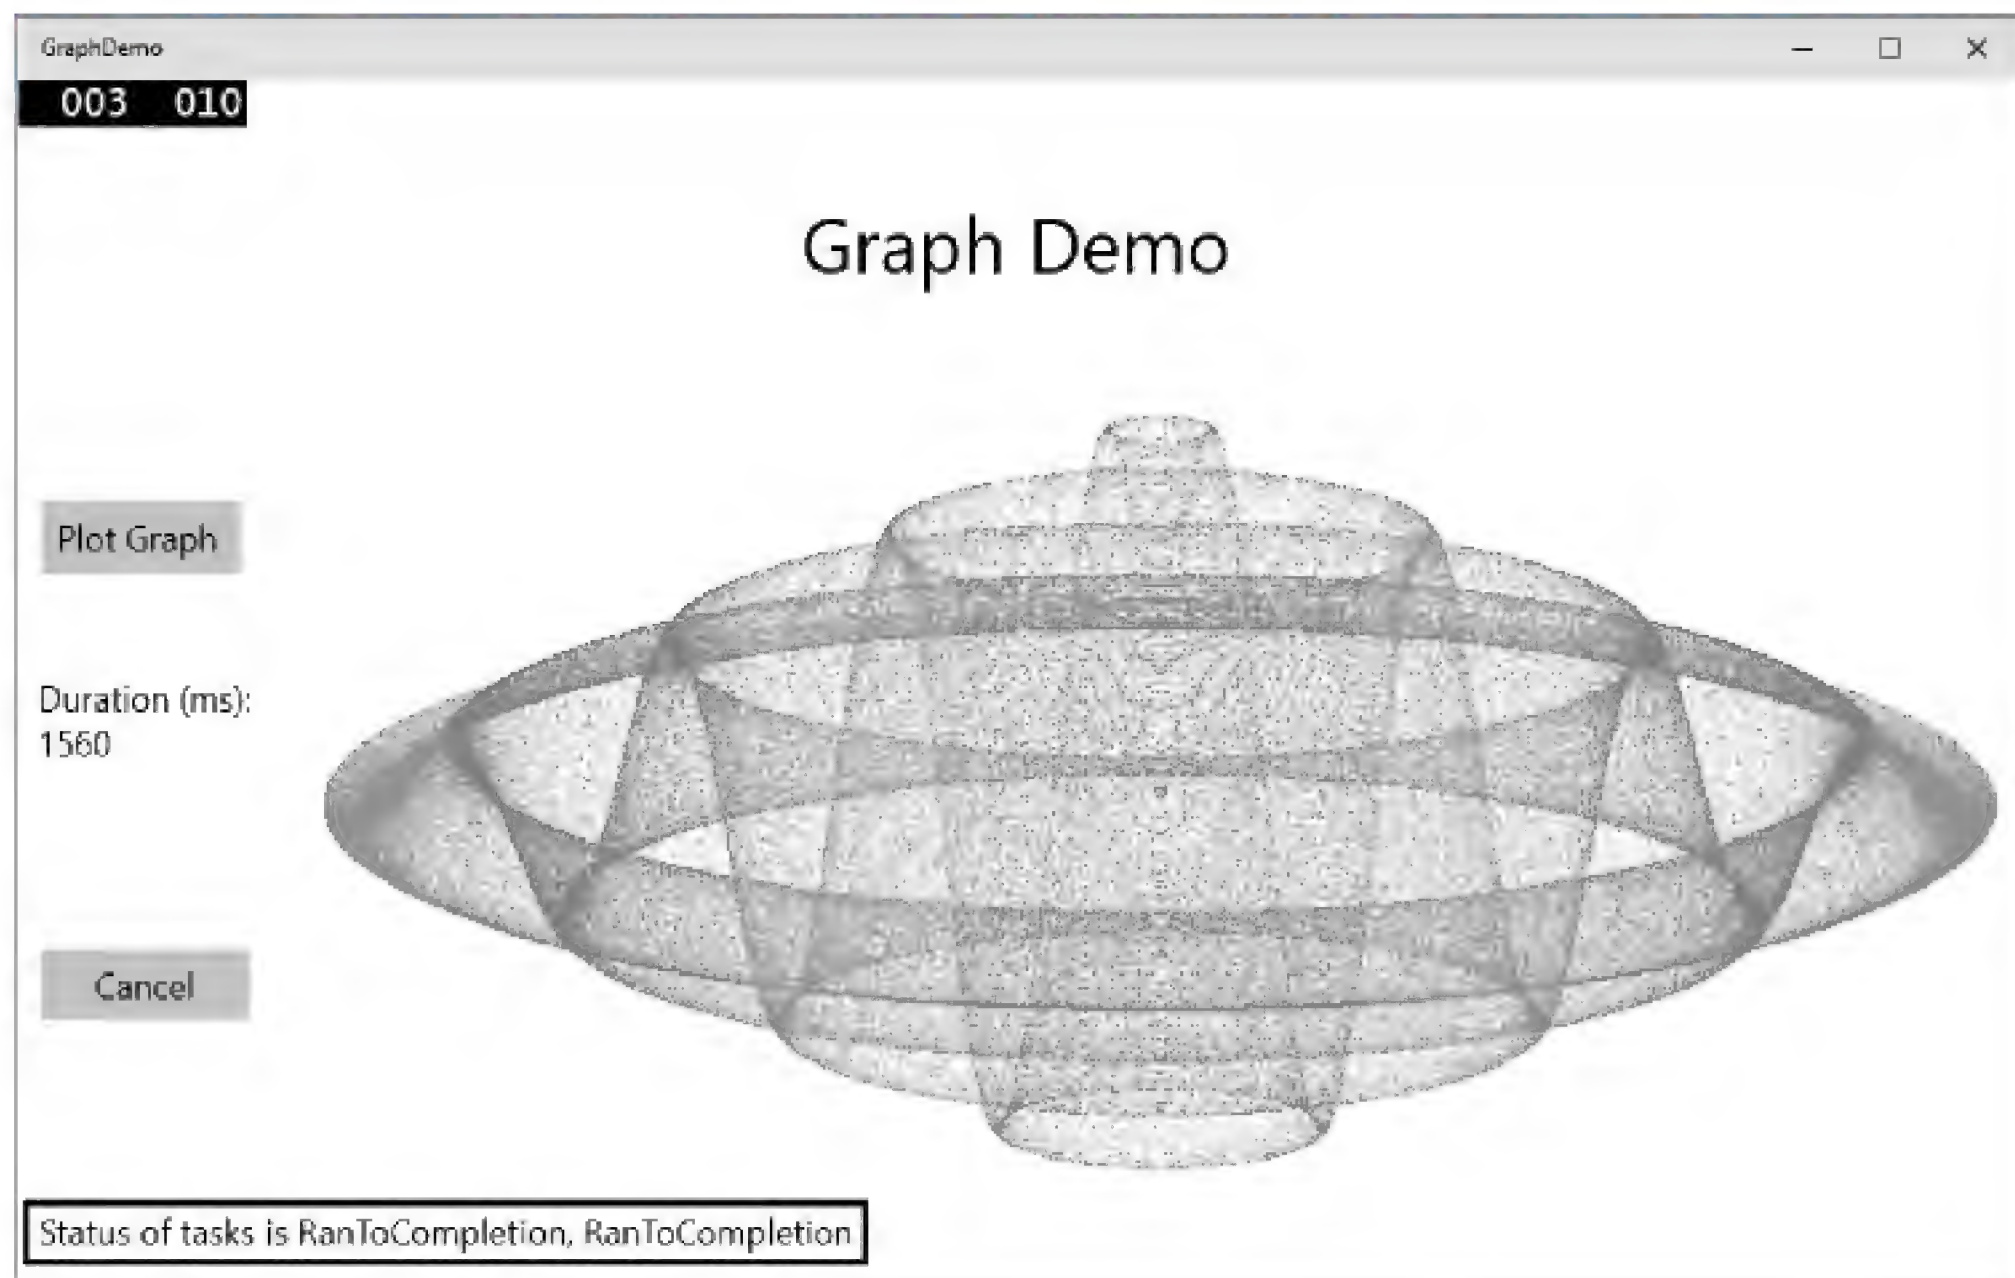 GraphDemo
003 010
Graph Demo
Plot Graph
Duration (ms):
1560
Cancel
Status of tasks is RanToCompletion, RanToCompletion